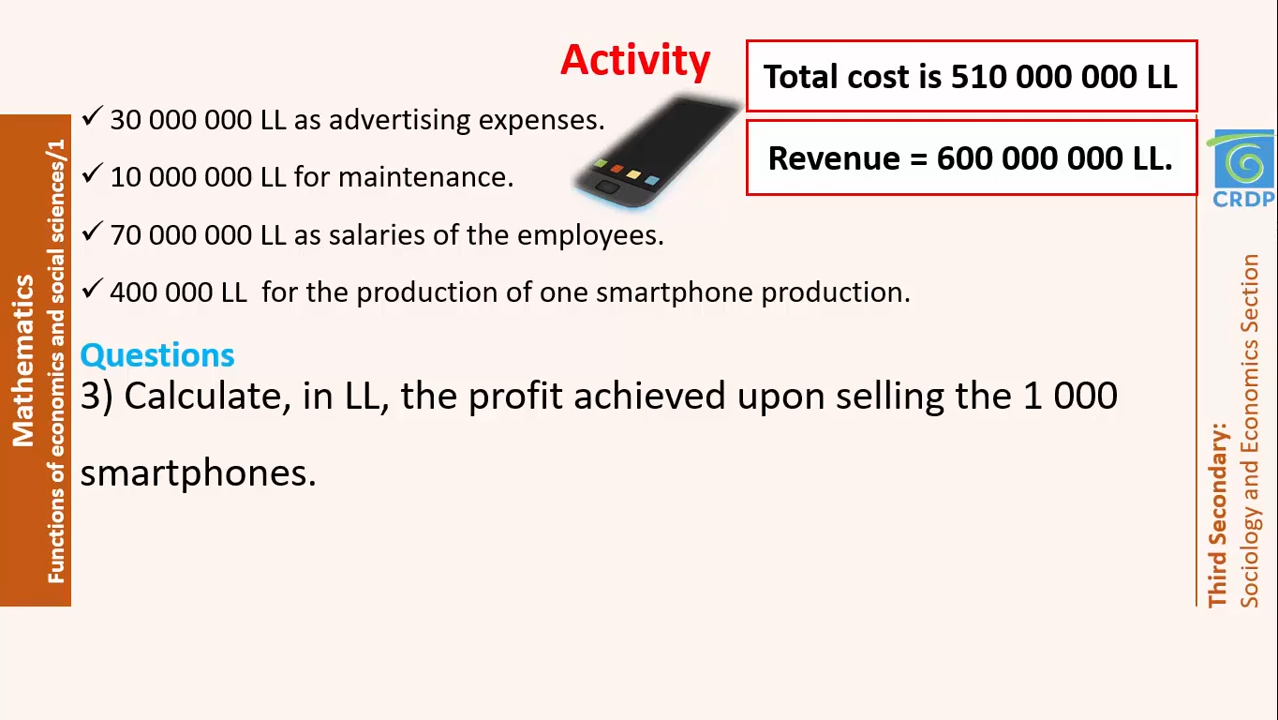 Activity
Total cost is 510 000 000 LL
Revenue = 600 000 000 LL.
✓ 30 000 000 LL as advertising expenses.
✓ 10 000 000 LL for maintenance.
✓ 70 000 000 LL as salaries of the employees.
✓ 400 000 LL for the production of one smartphone production.
Questions
3) Calculate, in LL, the profit achieved upon selling the 1 000
smartphones.
Mathematics
Functions of economics and social sciences/1
CRDP
Third Secondary:
Sociology and Economics Section